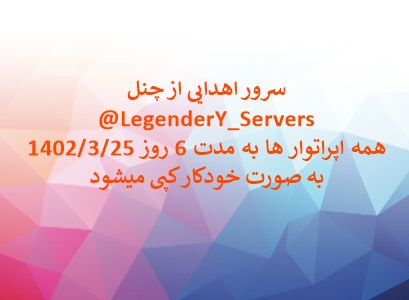 سرور اهدایی از چنل
@LegenderY_Servers
همه اپراتوار ها به مدت 6 روز 1402/3/25
به صورت خودکار کپی میشود